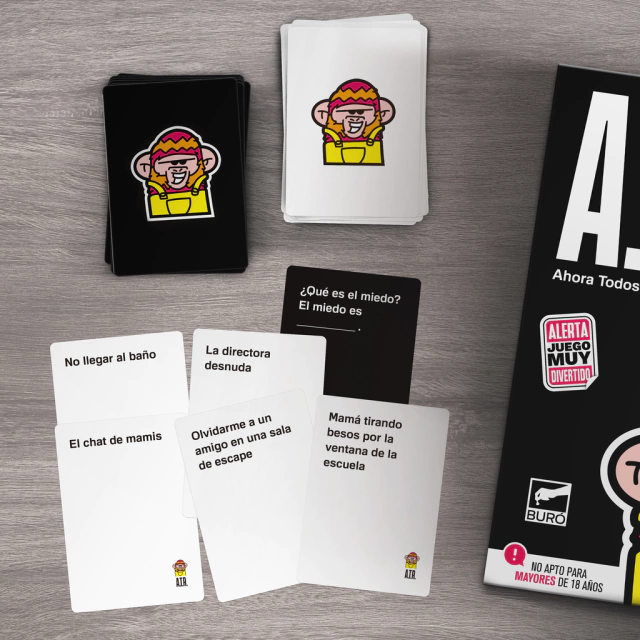 A.
Ahora Todos
ALERTA
JUEGO
MUY
DIVERTIDO
BURÓ
NO APTO PARA
MAYORES DE 18 AÑOS
¿Qué es el miedo?
El miedo es
__________ .
No llegar al baño
La directora
desnuda
El chat de mamis
Olvidarme a un
amigo en una sala
de escape
Mamá tirando
besos por la
ventana de la
escuela
A.T.R.
A.T.R.